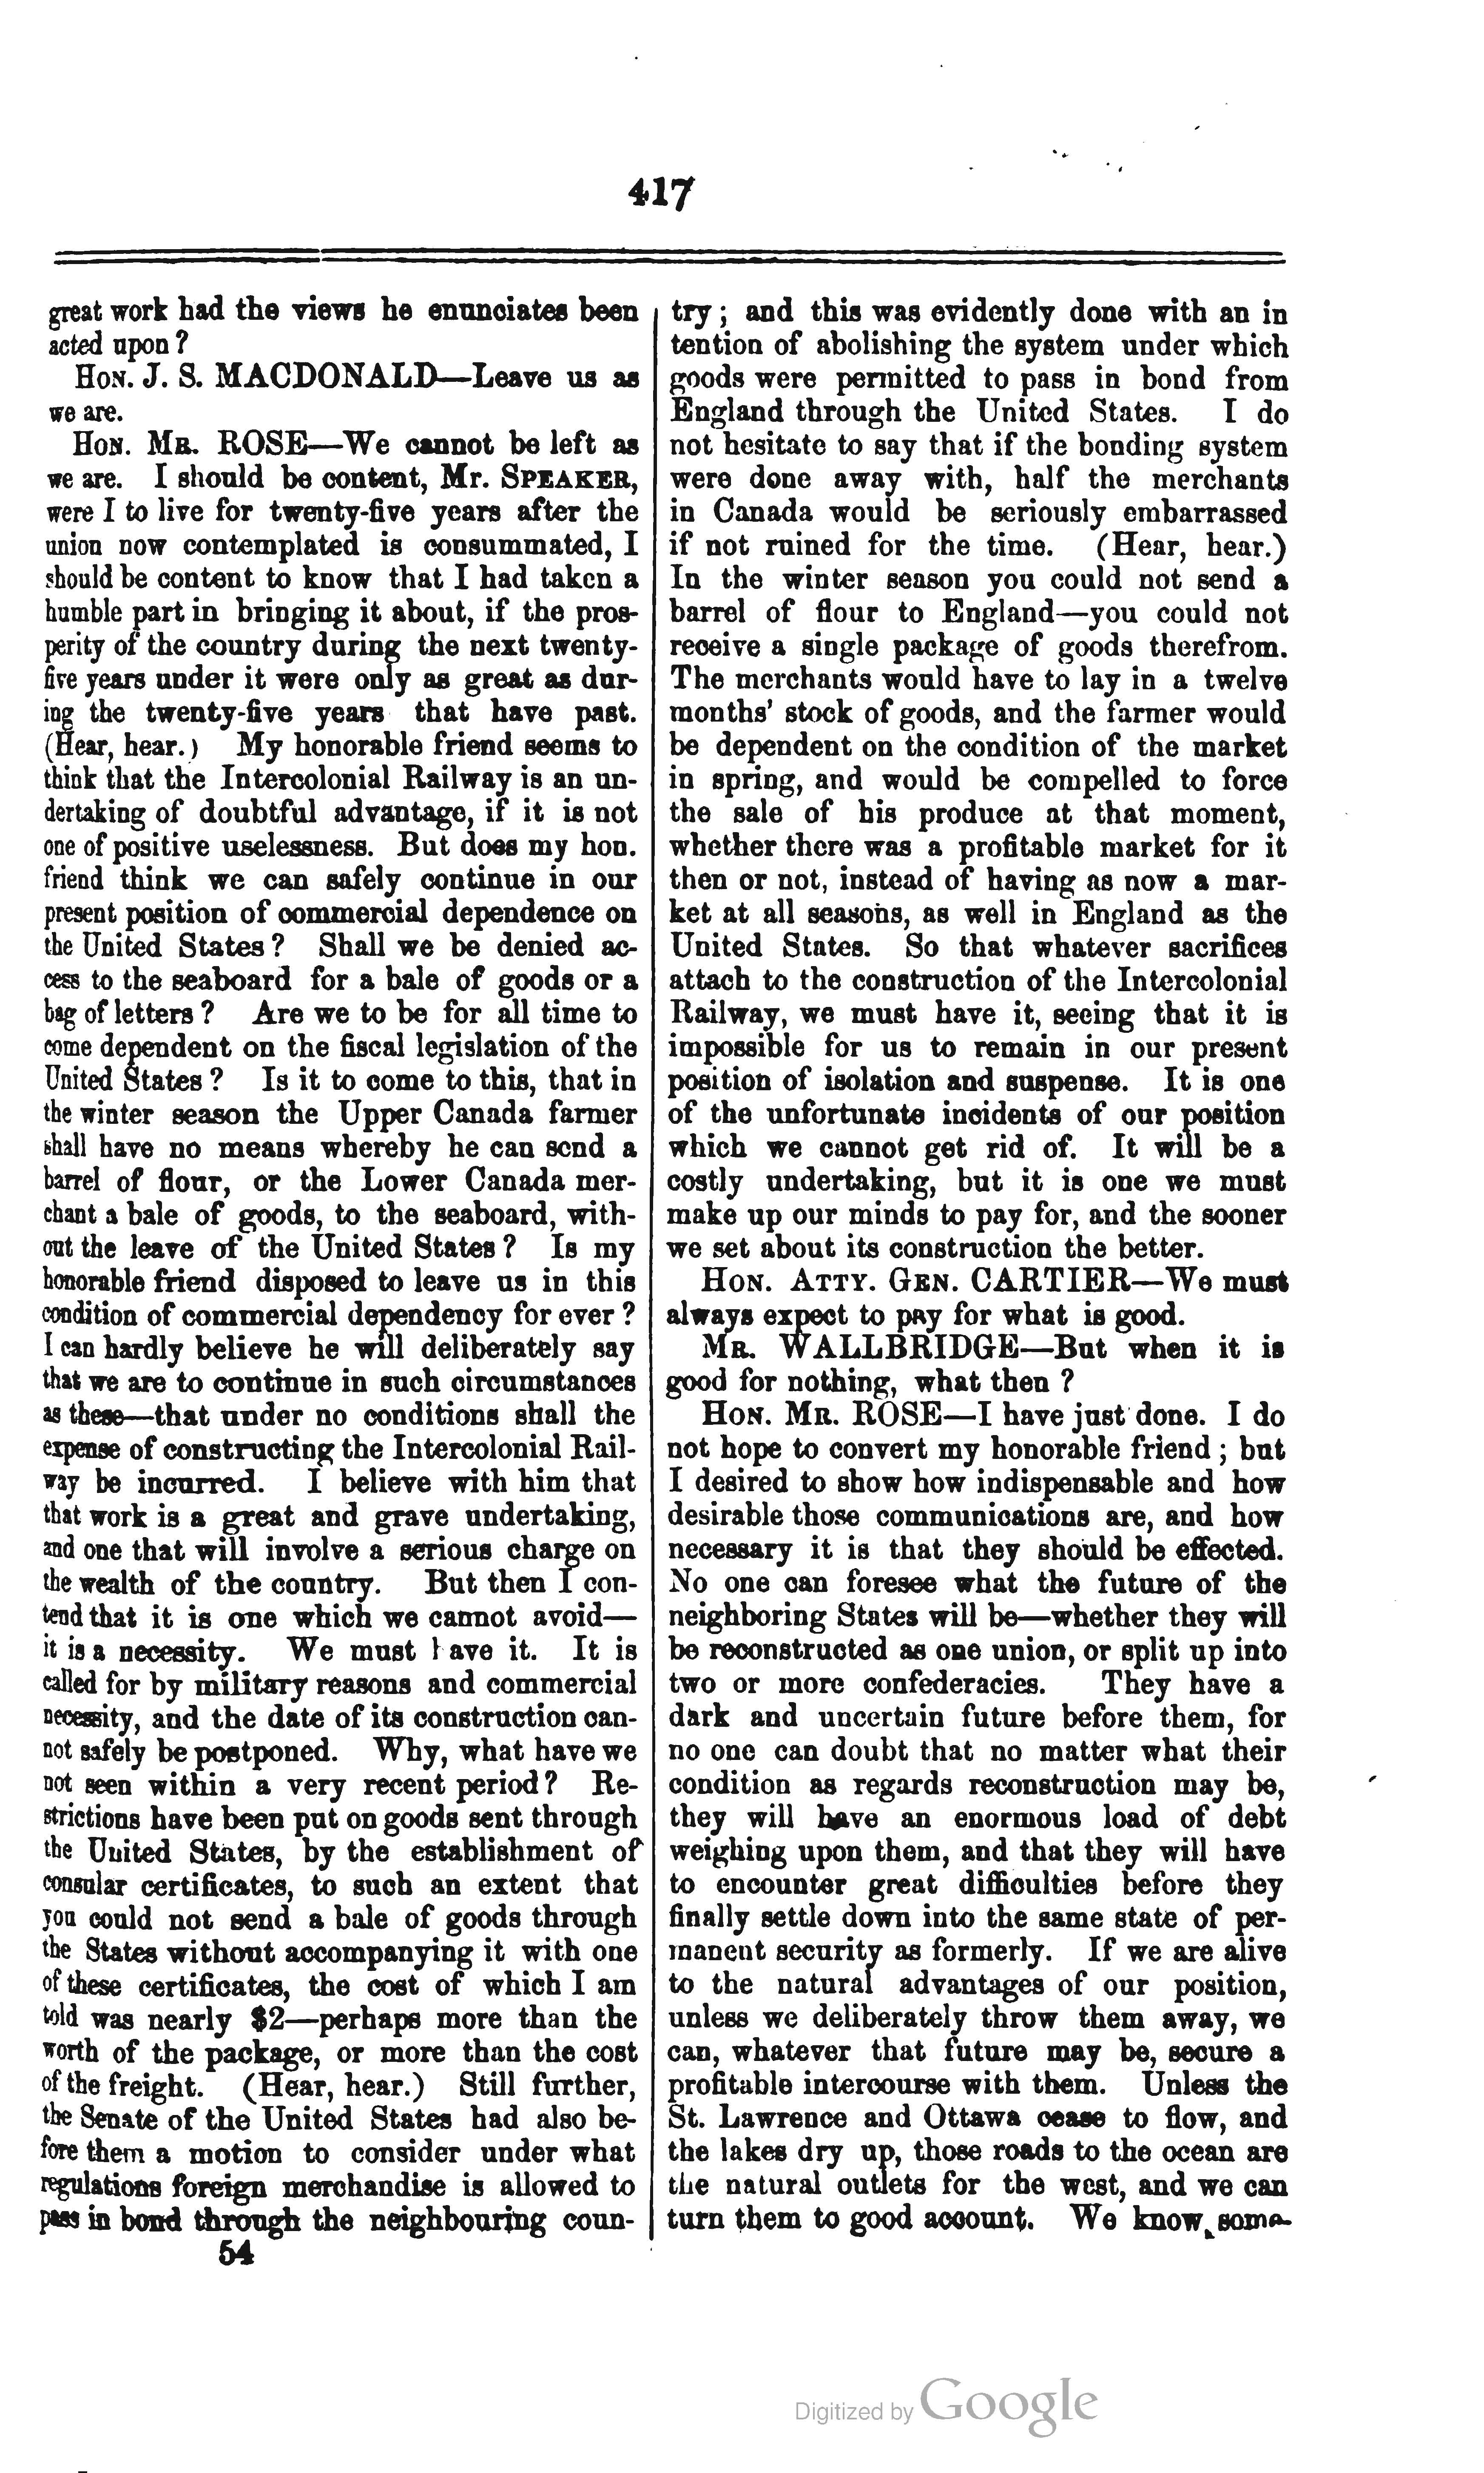 417
great work had the views he enunciates been
acted upon ?
HON. J. S. MACDONALD—Leave us as
we are.
HON. MR. ROSE—We cannot be left as
we are. I should be content, Mr. SPEAKER,
were I to live for twenty-five years after the
union now contemplated is consummated, I
should be content to know that I had taken a
humble part in bringing it about, if the pros-
perity of the country during the next twenty-
five years under it were only as great as dur-
ing the twenty-five years that have past.
(Hear, hear.) My honorable friend seems to
think that the Intercolonial Railway is an un-
dertaking of doubtful advantage, if it is not
one of positive uselessness. But does my hon.
friend think we can safely continue in our
present position of commercial dependence on
the United States ? Shall we be denied ac-
cess to the seaboard for a bale of goods or a
bag of letters ? Are we to be for all time to
come dependent on the fiscal legislation of the
United States ? Is it to come to this, that in
the winter season the Upper Canada farmer
shall have no means whereby he can send a
barrel of flour, or the Lower Canada mer-
chant a bale of goods, to the seaboard, with-
out the leave of the United States ? Is my
honorable friend disposed to leave us in this
condition of commercial dependency for ever ?
I can hardly believe he will deliberately say
that we are to continue in such circumstances
as these—that under no conditions shall the
expense of constructing the Intercolonial Rail-
way be incurred. I believe with him that
that work is a great and grave undertaking,
and one that will involve a serious charge on
the wealth of the country. But then I con-
tend that it is one which we cannot avoid—
it is a necessity. We must have it. It is
called for by military reasons and commercial
necessity, and the date of its construction can-
not safely be postponed. Why, what have we
not seen within a very recent period ? Re-
strictions have been put on goods sent through
the United States, by the establishment of
consular certificates, to such an extent that
you could not send a bale of goods through
the States without accompanying it with one
of these certificates, the cost of which I am
told was nearly $2—perhaps more than the
worth of the package, or more than the cost
of the freight. (Hear, hear.) Still further,
the Senate of the United States had also be-
fore them a motion to consider under what
regulations foreign merchandise is allowed to
pass in bond through the neighbouring coun-
54
try ; and this was evidently done with an in
tention of abolishing the system under which
goods were permitted to pass in bond from
England through the United States. I do
not hesitate to say that if the bonding system
were done away with, half the merchants
in Canada would be seriously embarrassed
if not ruined for the time. (Hear, hear.)
In the winter season you could not send a
barrel of flour to England—you could not
receive a single package of goods therefrom.
The merchants would have to lay in a twelve
months' stock of goods, and the farmer would
be dependent on the condition of the market
in spring, and would be compelled to force
the sale of his produce at that moment,
whether there was a profitable market for it
then or not, instead of having as now a mar-
ket at all seasons, as well in England as the
United States. So that whatever sacrifices
attach to the construction of the Intercolonial
Railway, we must have it, seeing that it is
impossible for us to remain in our present
position of isolation and suspense. It is one
of the unfortunate incidents of our position
which we cannot get rid of. It will be a
costly undertaking, but it is one we must
make up our minds to pay for, and the sooner
we set about its construction the better.
HON. ATTY. GEN. CARTIER—We must
always expect to pay for what is good.
MR. WALLBRIDGE—But when it is
good for nothing, what then ?
HON. MR. ROSE—I have just done. I do
not hope to convert my honorable friend ; but
I desired to show how indispensable and how
desirable those communications are, and how
necessary it is that they should be effected.
No one can foresee what the future of the
neighboring States will be—whether they will
be reconstructed as one union, or split up into
two or more confederacies. They have a
dark and uncertain future before them, for
no one can doubt that no matter what their
condition as regards reconstruction may be,
they will have an enormous load of debt
weighing upon them, and that they will have
to encounter great difficulties before they
finally settle down into the same state of per-
manent security as formerly. If we are alive
to the natural advantages of our position,
unless we deliberately throw them away, we
can, whatever that future may be, secure a
profitable intercourse with them. Unless the
St. Lawrence and Ottawa cease to flow, and
the lakes dry up, those roads to the ocean are
the natural outlets for the west, and we can
turn them to good account. We know some-
Digitized by Google